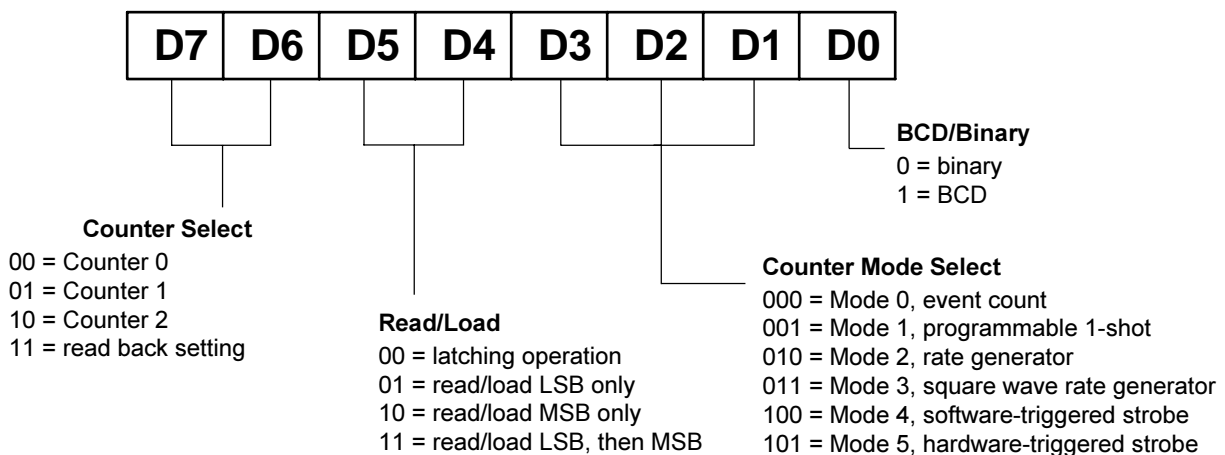 D7 D6 D5 D4 D3 D2 D1 D0
BCD/Binary
0 = binary
1 = BCD
Counter Select
00 = Counter 0
01 = Counter 1
10 = Counter 2
11 = read back setting
Read/Load
00 = latching operation
01 = read/load LSB only
10 = read/load MSB only
11 = read/load LSB, then MSB
Counter Mode Select
000 = Mode 0, event count
001 = Mode 1, programmable 1-shot
010 = Mode 2, rate generator
011 = Mode 3, square wave rate generator
100 = Mode 4, software-triggered strobe
101 = Mode 5, hardware-triggered strobe